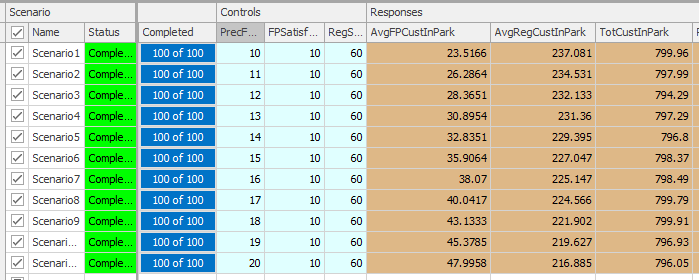 Scenario Controls Responses
Name Status Completed PrecF... FPSatisf... RegS... AvgFPCustInPark AvgRegCustInPark TotCustInPark
Scenario1 Comple... 100 of 100 10 10 60 23.5166 237.081 799.96
Scenario2 Comple... 100 of 100 11 10 60 26.2864 234.531 797.99
Scenario3 Comple... 100 of 100 12 10 60 28.3651 232.133 794.29
Scenario4 Comple... 100 of 100 13 10 60 30.8954 231.36 797.29
Scenario5 Comple... 100 of 100 14 10 60 32.8351 229.395 796.8
Scenario6 Comple... 100 of 100 15 10 60 35.9064 227.047 798.37
Scenario7 Comple... 100 of 100 16 10 60 38.07 225.147 798.49
Scenario8 Comple... 100 of 100 17 10 60 40.0417 224.566 799.79
Scenario9 Comple... 100 of 100 18 10 60 43.1333 221.902 799.91
Scenari... Comple... 100 of 100 19 10 60 45.3785 219.627 796.93
Scenari... Comple... 100 of 100 20 10 60 47.9958 216.885 796.05